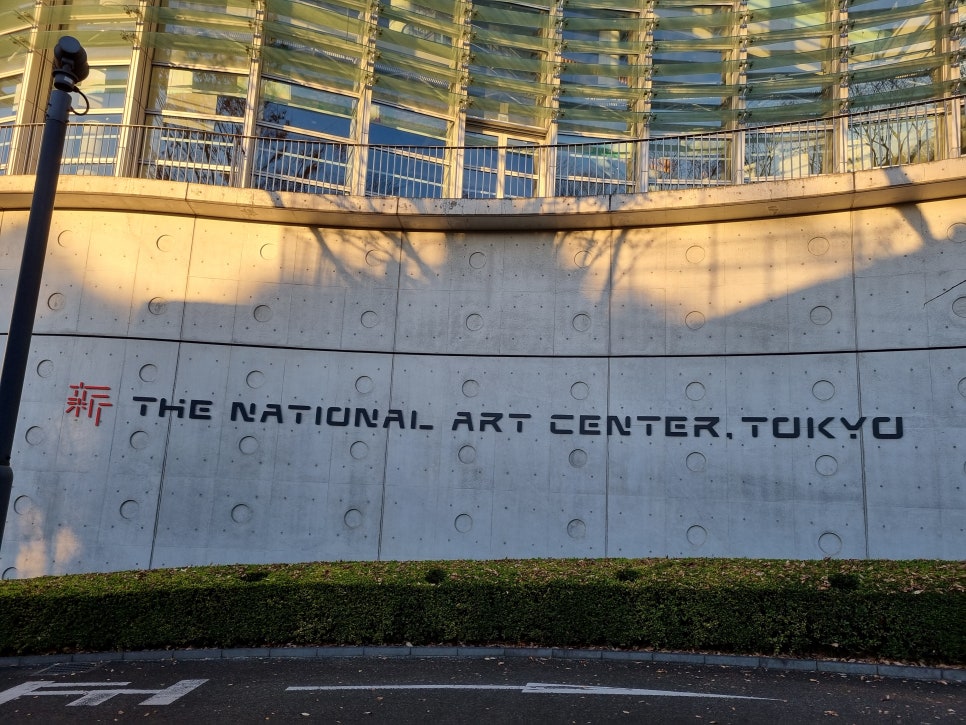 新 THE NATIONAL ART CENTER, TOKYO